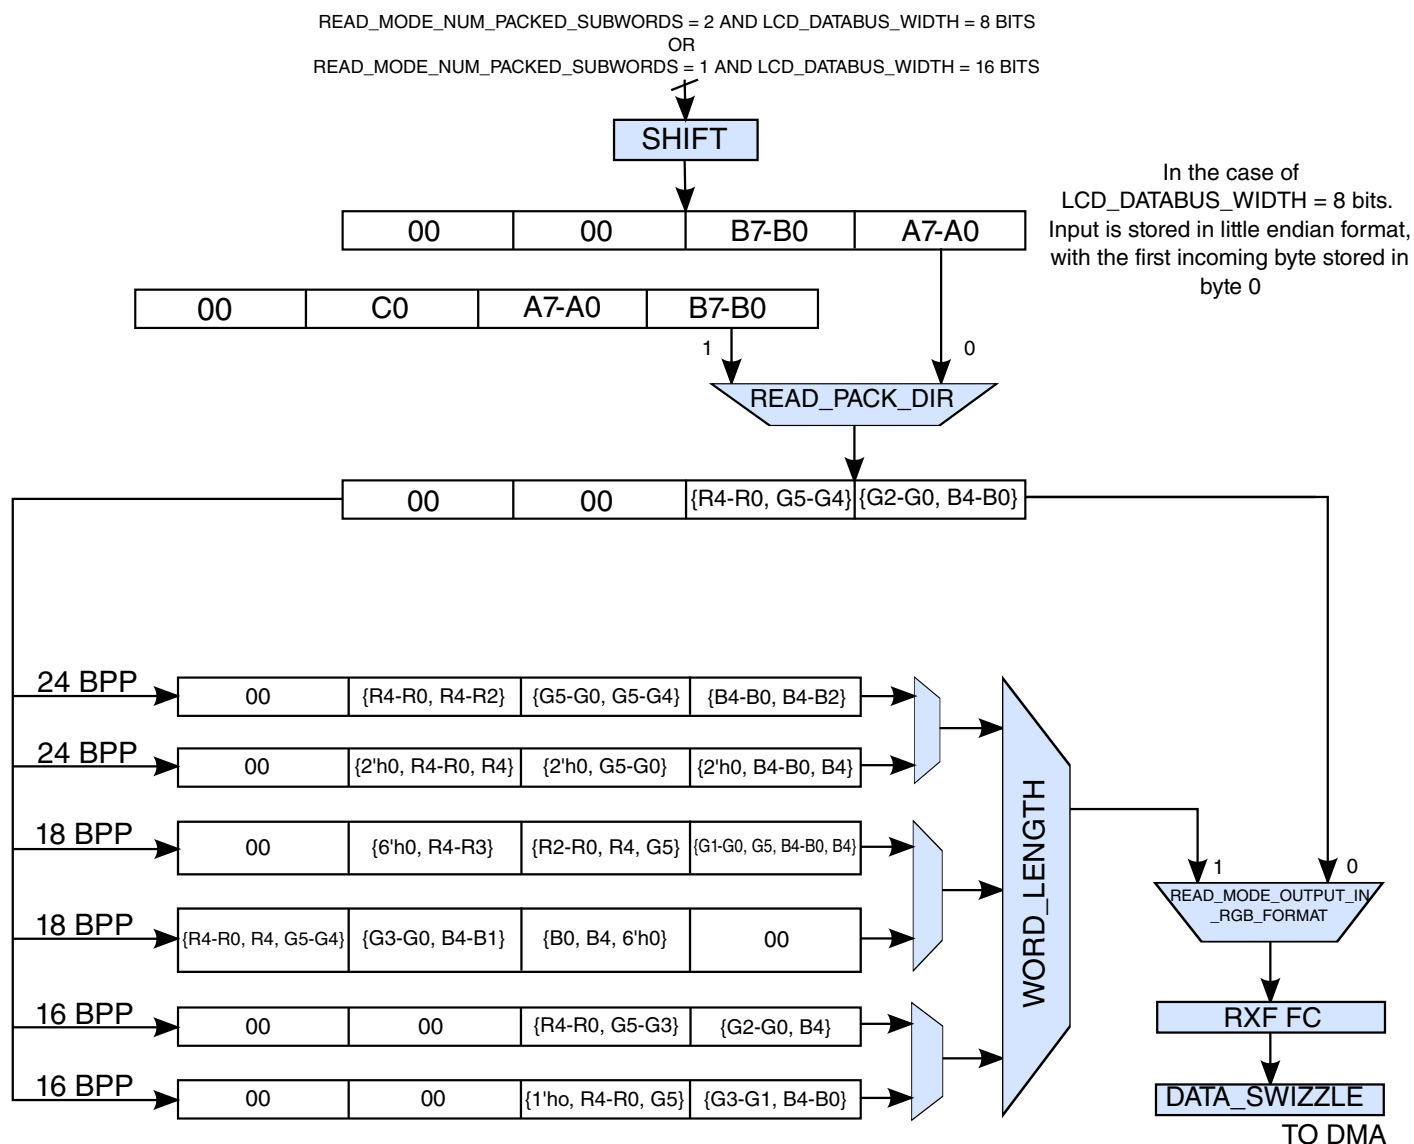 READ_MODE_NUM_PACKED_SUBWORDS = 2 AND LCD_DATABUS_WIDTH = 8 BITS
OR
READ_MODE_NUM_PACKED_SUBWORDS = 1 AND LCD_DATABUS_WIDTH = 16 BITS
SHIFT
In the case of
LCD_DATABUS_WIDTH = 8 bits.
Input is stored in little endian format,
with the first incoming byte stored in
byte 0
00 00 B7-B0 A7-A0
00 C0 A7-A0 B7-B0
1 0
READ_PACK_DIR
00 00 {R4-R0, G5-G4} {G2-G0, B4-B0}
24 BPP 00 {R4-R0, R4-R2} {G5-G0, G5-G4} {B4-B0, B4-B2}
24 BPP 00 {2'h0, R4-R0, R4} {2'h0, G5-G0} {2'h0, B4-B0, B4}
18 BPP 00 {6'h0, R4-R3} {R2-R0, R4, G5} {G1-G0, G5, B4-B0, B4}
18 BPP {R4-R0, R4, G5-G4} {G3-G0, B4-B1} {B0, B4, 6'h0} 00
16 BPP 00 00 {R4-R0, G5-G3} {G2-G0, B4}
16 BPP 00 00 {1'ho, R4-R0, G5} {G3-G1, B4-B0}
WORD_LENGTH
1 0
READ_MODE_OUTPUT_IN
_RGB_FORMAT
RXF FC
DATA_SWIZZLE
TO DMA